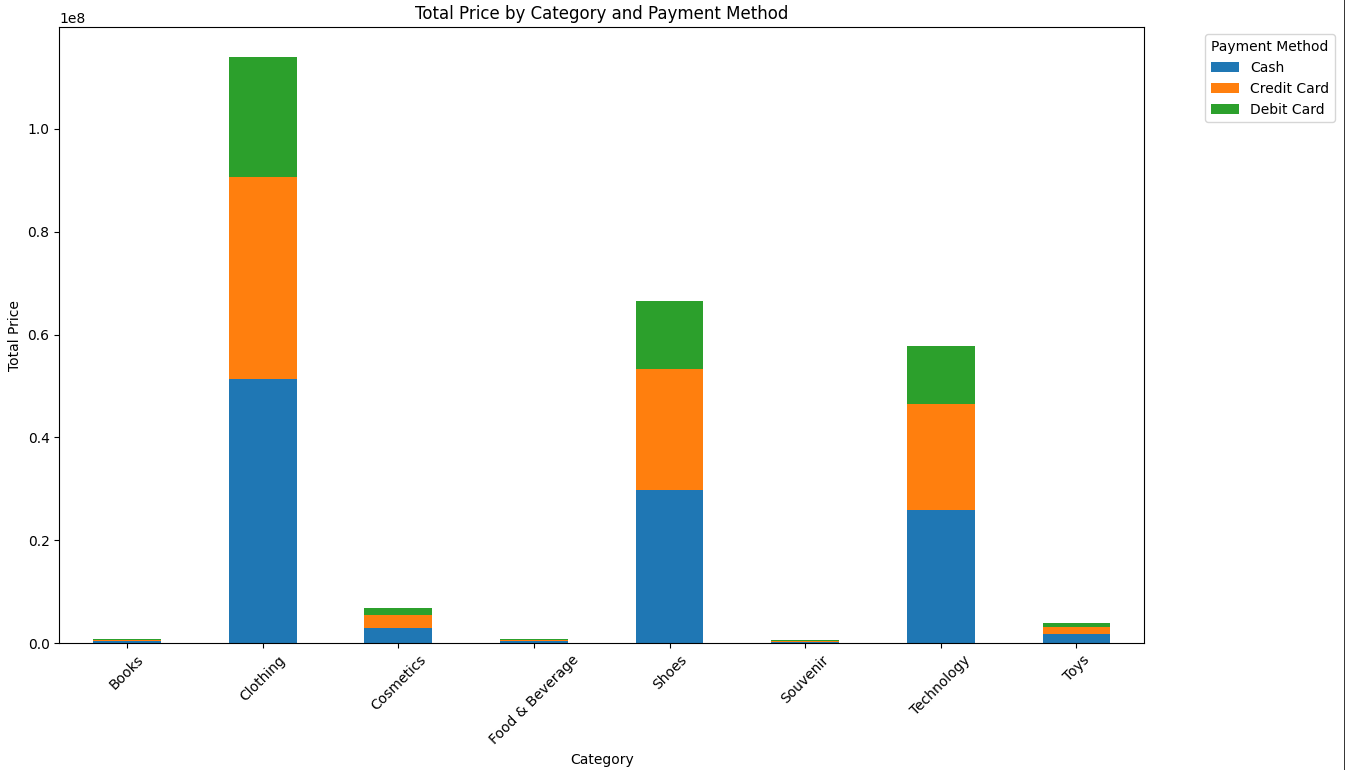 Total Price by Category and Payment Method
1e8
Payment Method
Cash
Credit Card
Debit Card
1.0
0.8
0.6
0.4
0.2
0.0
Total Price
Books
Clothing
Cosmetics
Food & Beverage
Shoes
Souvenir
Technology
Toys
Category